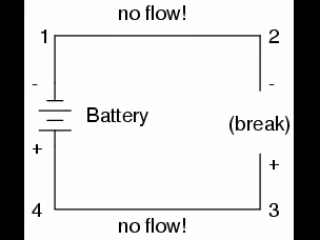 no flow!
1 2
- -
Battery
(break)
+ +
4 3
no flow!